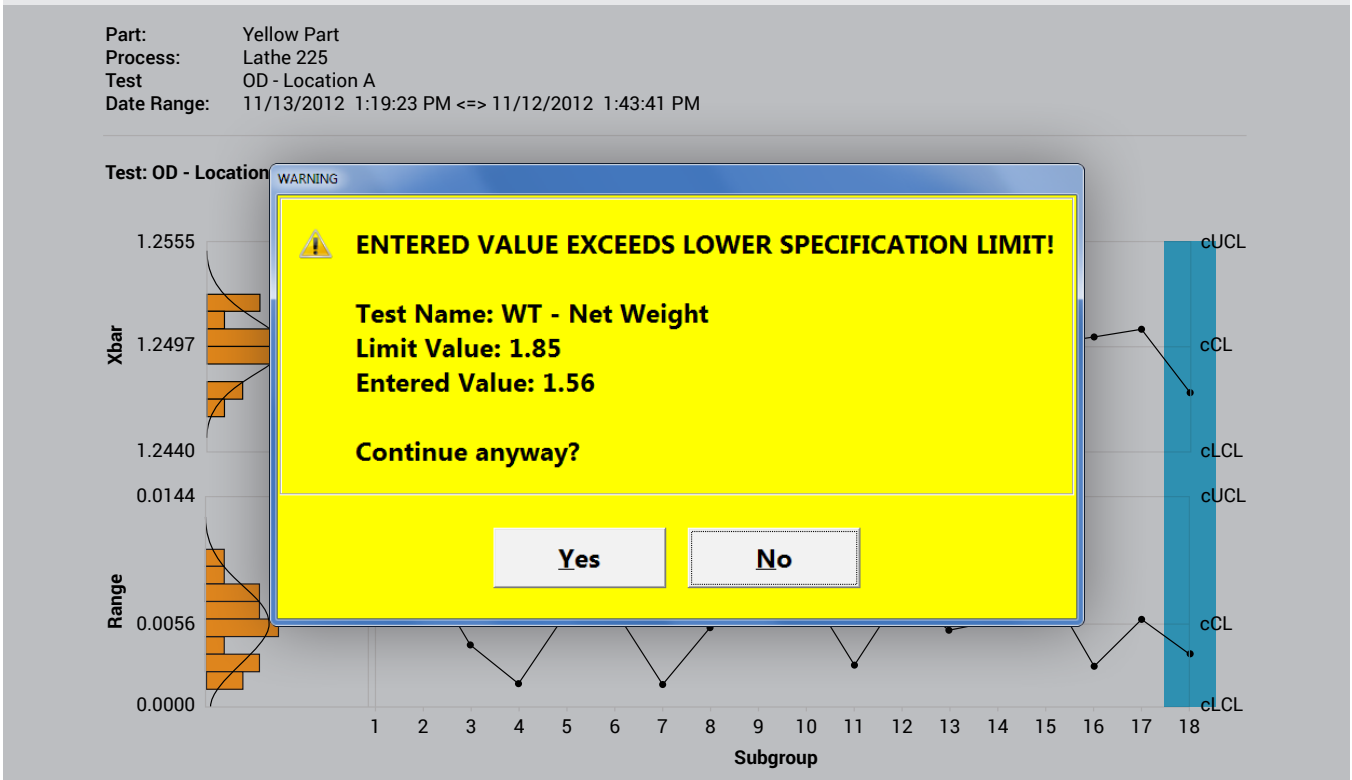 Part: Yellow Part
Process: Lathe 225
Test OD - Location A
Date Range: 11/13/2012 1:19:23 PM <=> 11/12/2012 1:43:41 PM
Test: OD - Location
WARNING
ENTERED VALUE EXCEEDS LOWER SPECIFICATION LIMIT!
Test Name: WT - Net Weight
Limit Value: 1.85
Entered Value: 1.56
Continue anyway?
Yes No
Xbar
1.2555 cUCL
1.2497 cCL
1.2440 cLCL
Range
0.0144 cUCL
0.0056 cCL
0.0000 cLCL
1 2 3 4 5 6 7 8 9 10 11 12 13 14 15 16 17 18
Subgroup